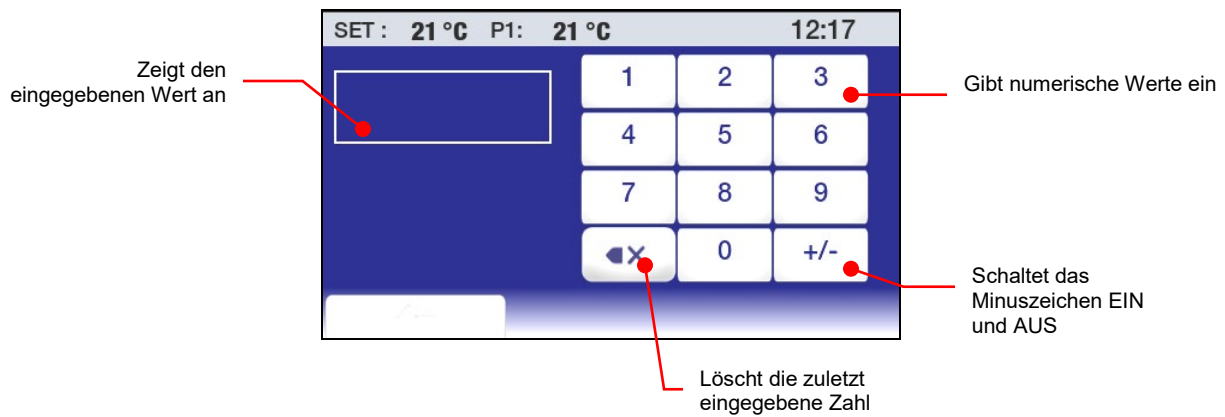 SET : 21 °C P1: 21 °C 12:17
Zeigt den
eingegebenen Wert an
1 2 3
Gibt numerische Werte ein
4 5 6
7 8 9
0 +/-
Schaltet das
Minuszeichen EIN
und AUS
Löscht die zuletzt
eingegebene Zahl